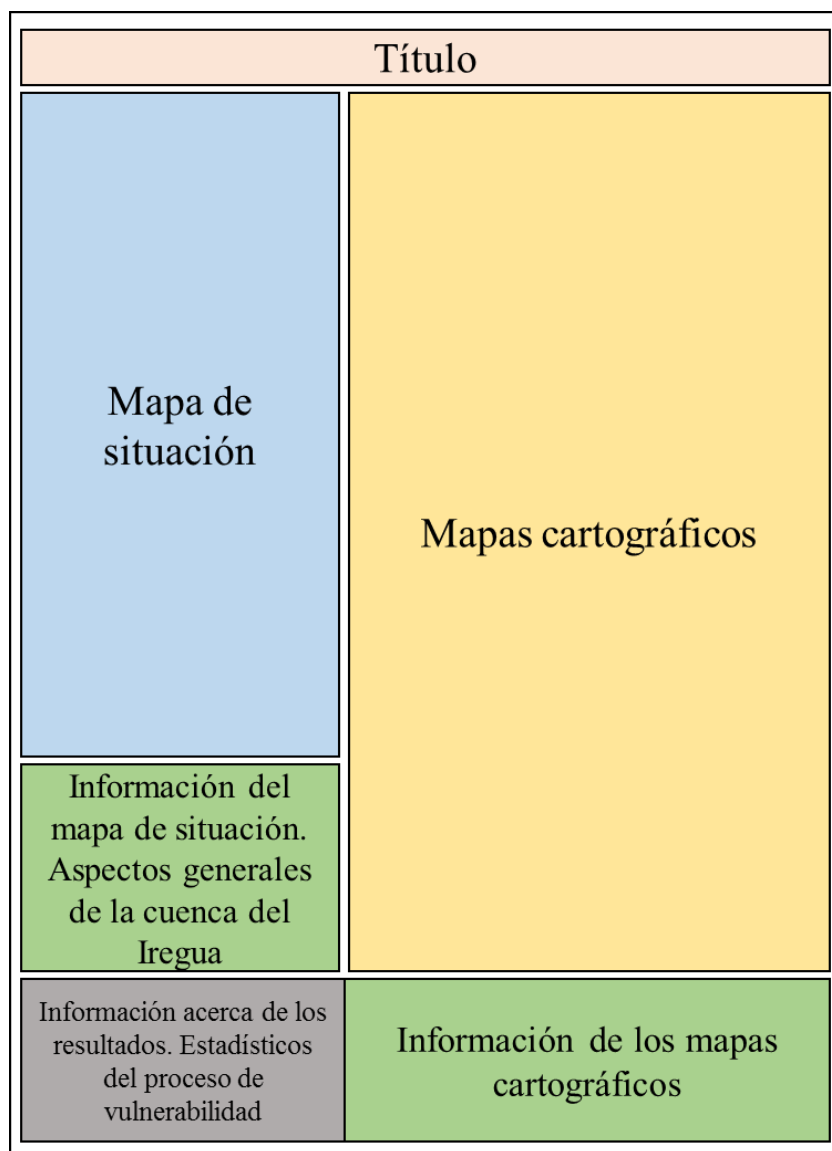 Título
Mapa de
situación
Mapas cartográficos
Información del
mapa de situación.
Aspectos generales
de la cuenca del
Iregua
Información acerca de los
resultados. Estadísticos
del proceso de
vulnerabilidad
Información de los mapas
cartográficos